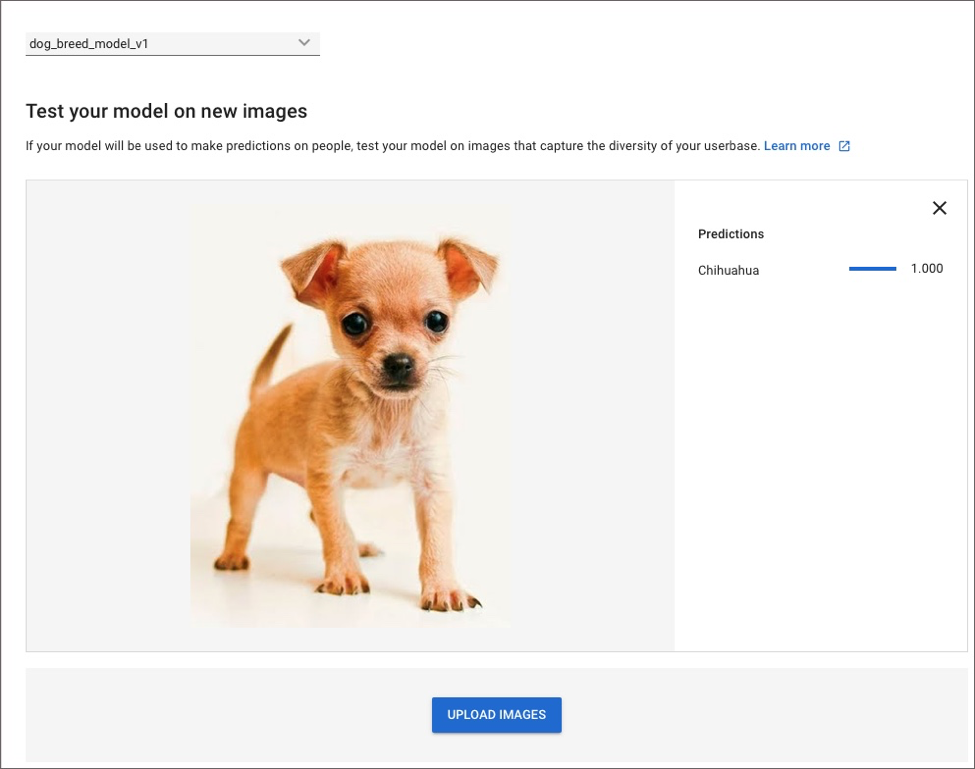 dog_breed_model_v1
Test your model on new images
If your model will be used to make predictions on people, test your model on images that capture the diversity of your userbase. Learn more
Predictions
Chihuahua 1.000
UPLOAD IMAGES